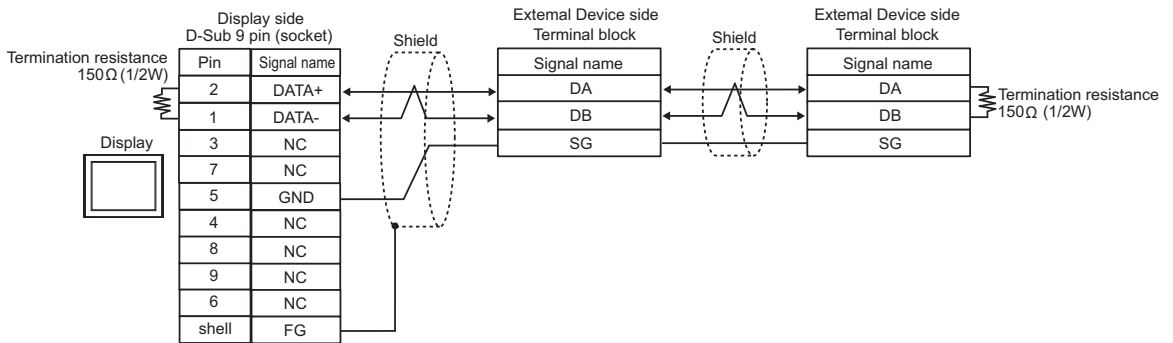 Display side
D-Sub 9 pin (socket)
Termination resistance
150Ω (1/2W)
Display
Pin Signal name
2 DATA+
1 DATA-
3 NC
7 NC
5 GND
4 NC
8 NC
9 NC
6 NC
shell FG
Shield
External Device side
Terminal block
Signal name
DA
DB
SG
Shield
External Device side
Terminal block
Signal name
DA
DB
SG
Termination resistance
150Ω (1/2W)